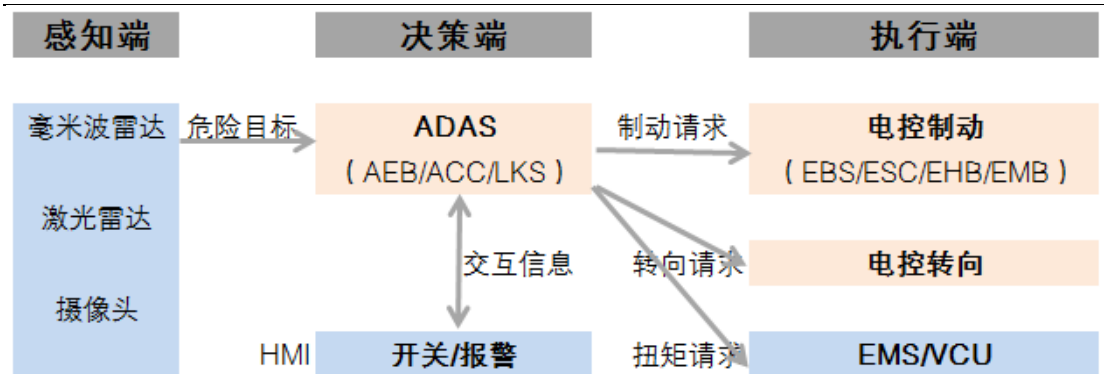 感知端
决策端
执行端
毫米波雷达
危险目标
ADAS
(AEB/ACC/LKS)
制动请求
电控制动
(EBS/ESC/EHB/EMB)
激光雷达
交互信息
转向请求
电控转向
摄像头
HMI
开关/报警
扭矩请求
EMS/VCU